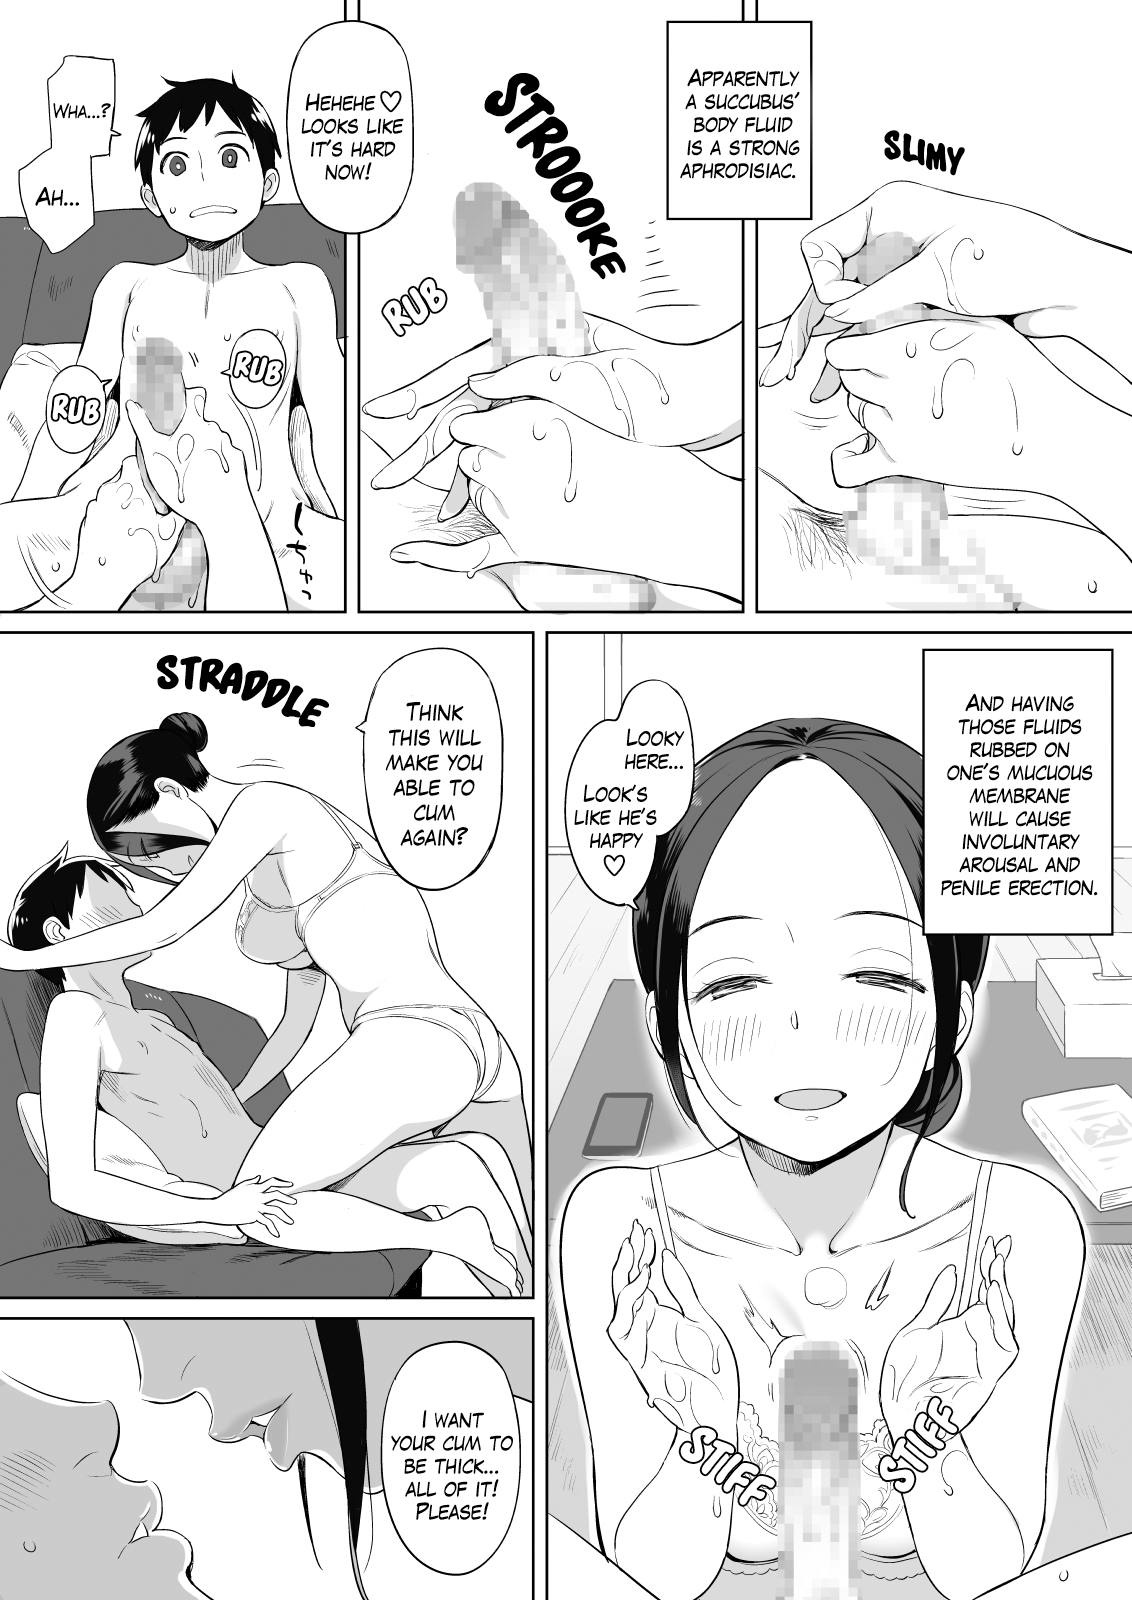 APPARENTLY
A SUCCUBUS'
BODY FLUID
IS A STRONG
APHRODISIAC.
SLIMY
STROOOKE
RUB
HEHEHE♡
LOOKS LIKE
IT'S HARD
NOW!
WHA...?
AH...
RUB
RUB
AND HAVING
THOSE FLUIDS
RUBBED ON
ONE'S MUCUOUS
MEMBRANE
WILL CAUSE
INVOLUNTARY
AROUSAL AND
PENILE ERECTION.
LOOKY
HERE...
LOOK'S
LIKE HE'S
HAPPY
♡
STIFF
STIFF
STRADDLE
THINK
THIS WILL
MAKE YOU
ABLE TO
CUM
AGAIN?
I WANT
YOUR CUM TO
BE THICK...
ALL OF IT!
PLEASE!